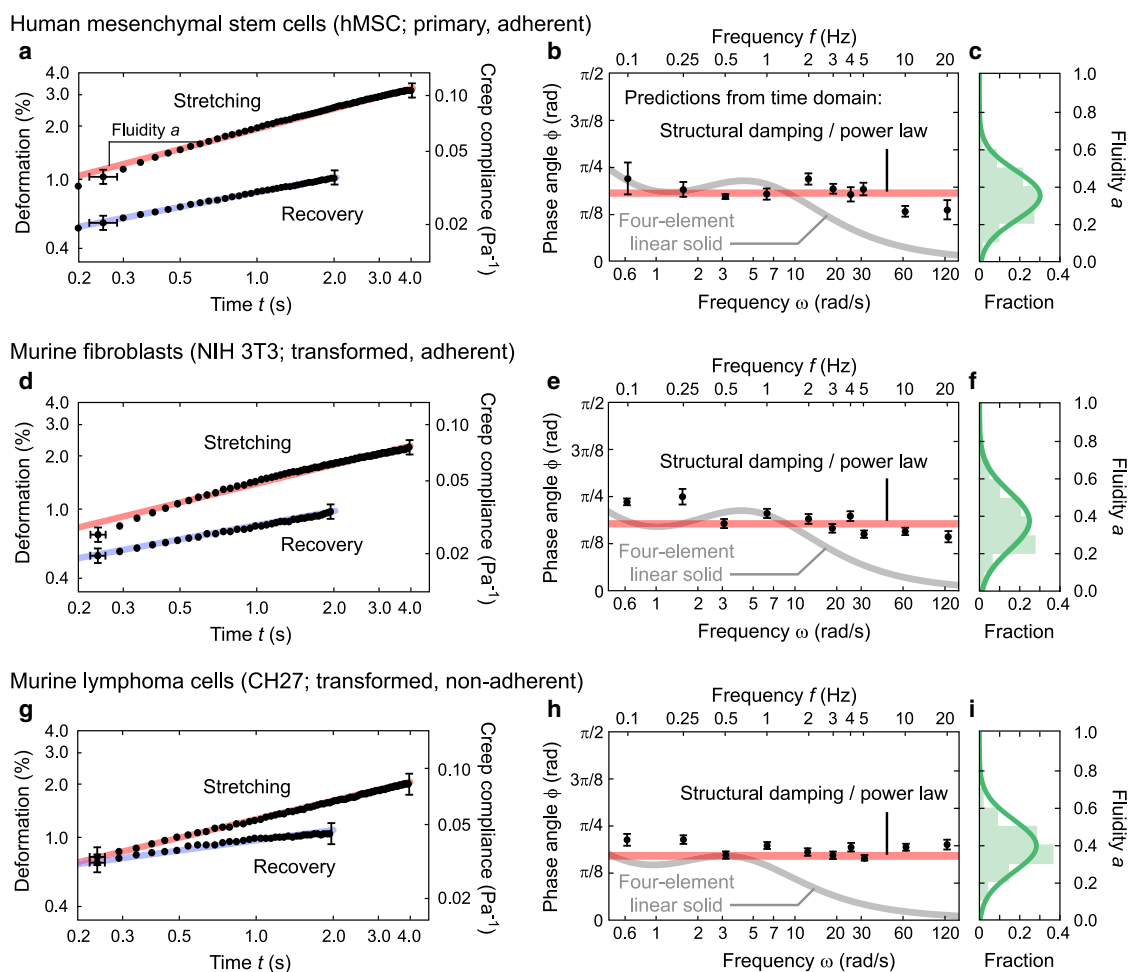 Human mesenchymal stem cells (hMSC; primary, adherent)
a
Deformation (%)
4.0
3.0
2.0
1.0
0.4
Stretching
Fluidity a
Recovery
0.10
0.05
0.02
Creep compliance (Pa⁻¹)
0.2 0.3 0.5 1.0 2.0 3.0 4.0
Time t (s)
b
Frequency f (Hz)
0.1 0.25 0.5 1 2 3 4 5 10 20
Phase angle ϕ (rad)
π/2
3π/8
π/4
π/8
0
Predictions from time domain:
Structural damping / power law
Four-element
linear solid
0.6 1 3 5 7 10 30 60 120
Frequency ω (rad/s)
c
1.0
0.8
0.6
0.4
0.2
0.0
Fluidity a
0.0 0.2 0.4
Fraction
Murine fibroblasts (NIH 3T3; transformed, adherent)
d
Deformation (%)
4.0
3.0
2.0
1.0
0.4
Stretching
Recovery
0.10
0.05
0.02
Creep compliance (Pa⁻¹)
0.2 0.3 0.5 1.0 2.0 3.0 4.0
Time t (s)
e
Frequency f (Hz)
0.1 0.25 0.5 1 2 3 4 5 10 20
Phase angle ϕ (rad)
π/2
3π/8
π/4
π/8
0
Structural damping / power law
Four-element
linear solid
0.6 1 3 5 7 10 30 60 120
Frequency ω (rad/s)
f
1.0
0.8
0.6
0.4
0.2
0.0
Fluidity a
0.0 0.2 0.4
Fraction
Murine lymphoma cells (CH27; transformed, non-adherent)
g
Deformation (%)
4.0
3.0
2.0
1.0
0.4
Stretching
Recovery
0.10
0.05
0.02
Creep compliance (Pa⁻¹)
0.2 0.3 0.5 1.0 2.0 3.0 4.0
Time t (s)
h
Frequency f (Hz)
0.1 0.25 0.5 1 2 3 4 5 10 20
Phase angle ϕ (rad)
π/2
3π/8
π/4
π/8
0
Structural damping / power law
Four-element
linear solid
0.6 1 3 5 7 10 30 60 120
Frequency ω (rad/s)
i
1.0
0.8
0.6
0.4
0.2
0.0
Fluidity a
0.0 0.2 0.4
Fraction